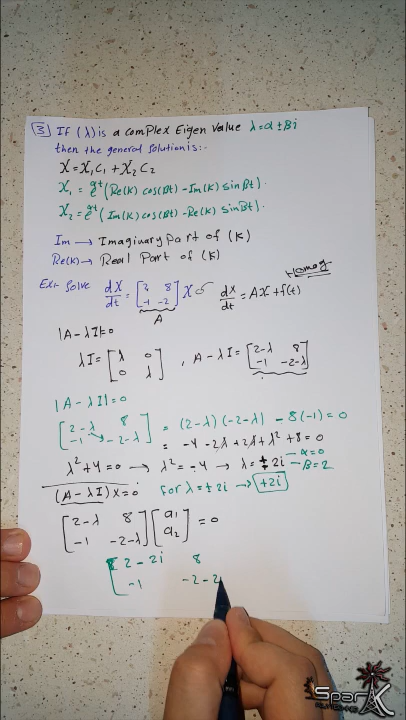 3 If (λ) is a complex Eigen value λ=α±βi
then the general solution is:-
X = X₁C₁ + X₂C₂
X₁ = e^αt (Re(K) cos(βt) - Im(K) sin βt).
X₂ = e^αt (Im(K) cos(βt) - Re(K) sin βt).
Im → Imaginary Part of (K)
Re(K) → Real Part of (K)
Homog
Ex:- Solve dX/dt = [2 8; -1 -2] X dX/dt = AX + f(t)
A
|A - λI|=0
λI = [λ 0; 0 λ] , A - λI = [2-λ 8; -1 -2-λ]
|A - λI| = 0
[2-λ 8; -1 -2-λ] = (2-λ)(-2-λ) - 8(-1) = 0
= -4 -2λ + 2λ + λ² + 8 = 0
λ² + 4 = 0 → λ² = -4 → λ = ± 2i α=0 β=2
(A - λI)X = 0 for λ = ± 2i → +2i
[2-λ 8; -1 -2-λ] [a₁; a₂] = 0
[2-2i 8
-1 -2-2
Spark